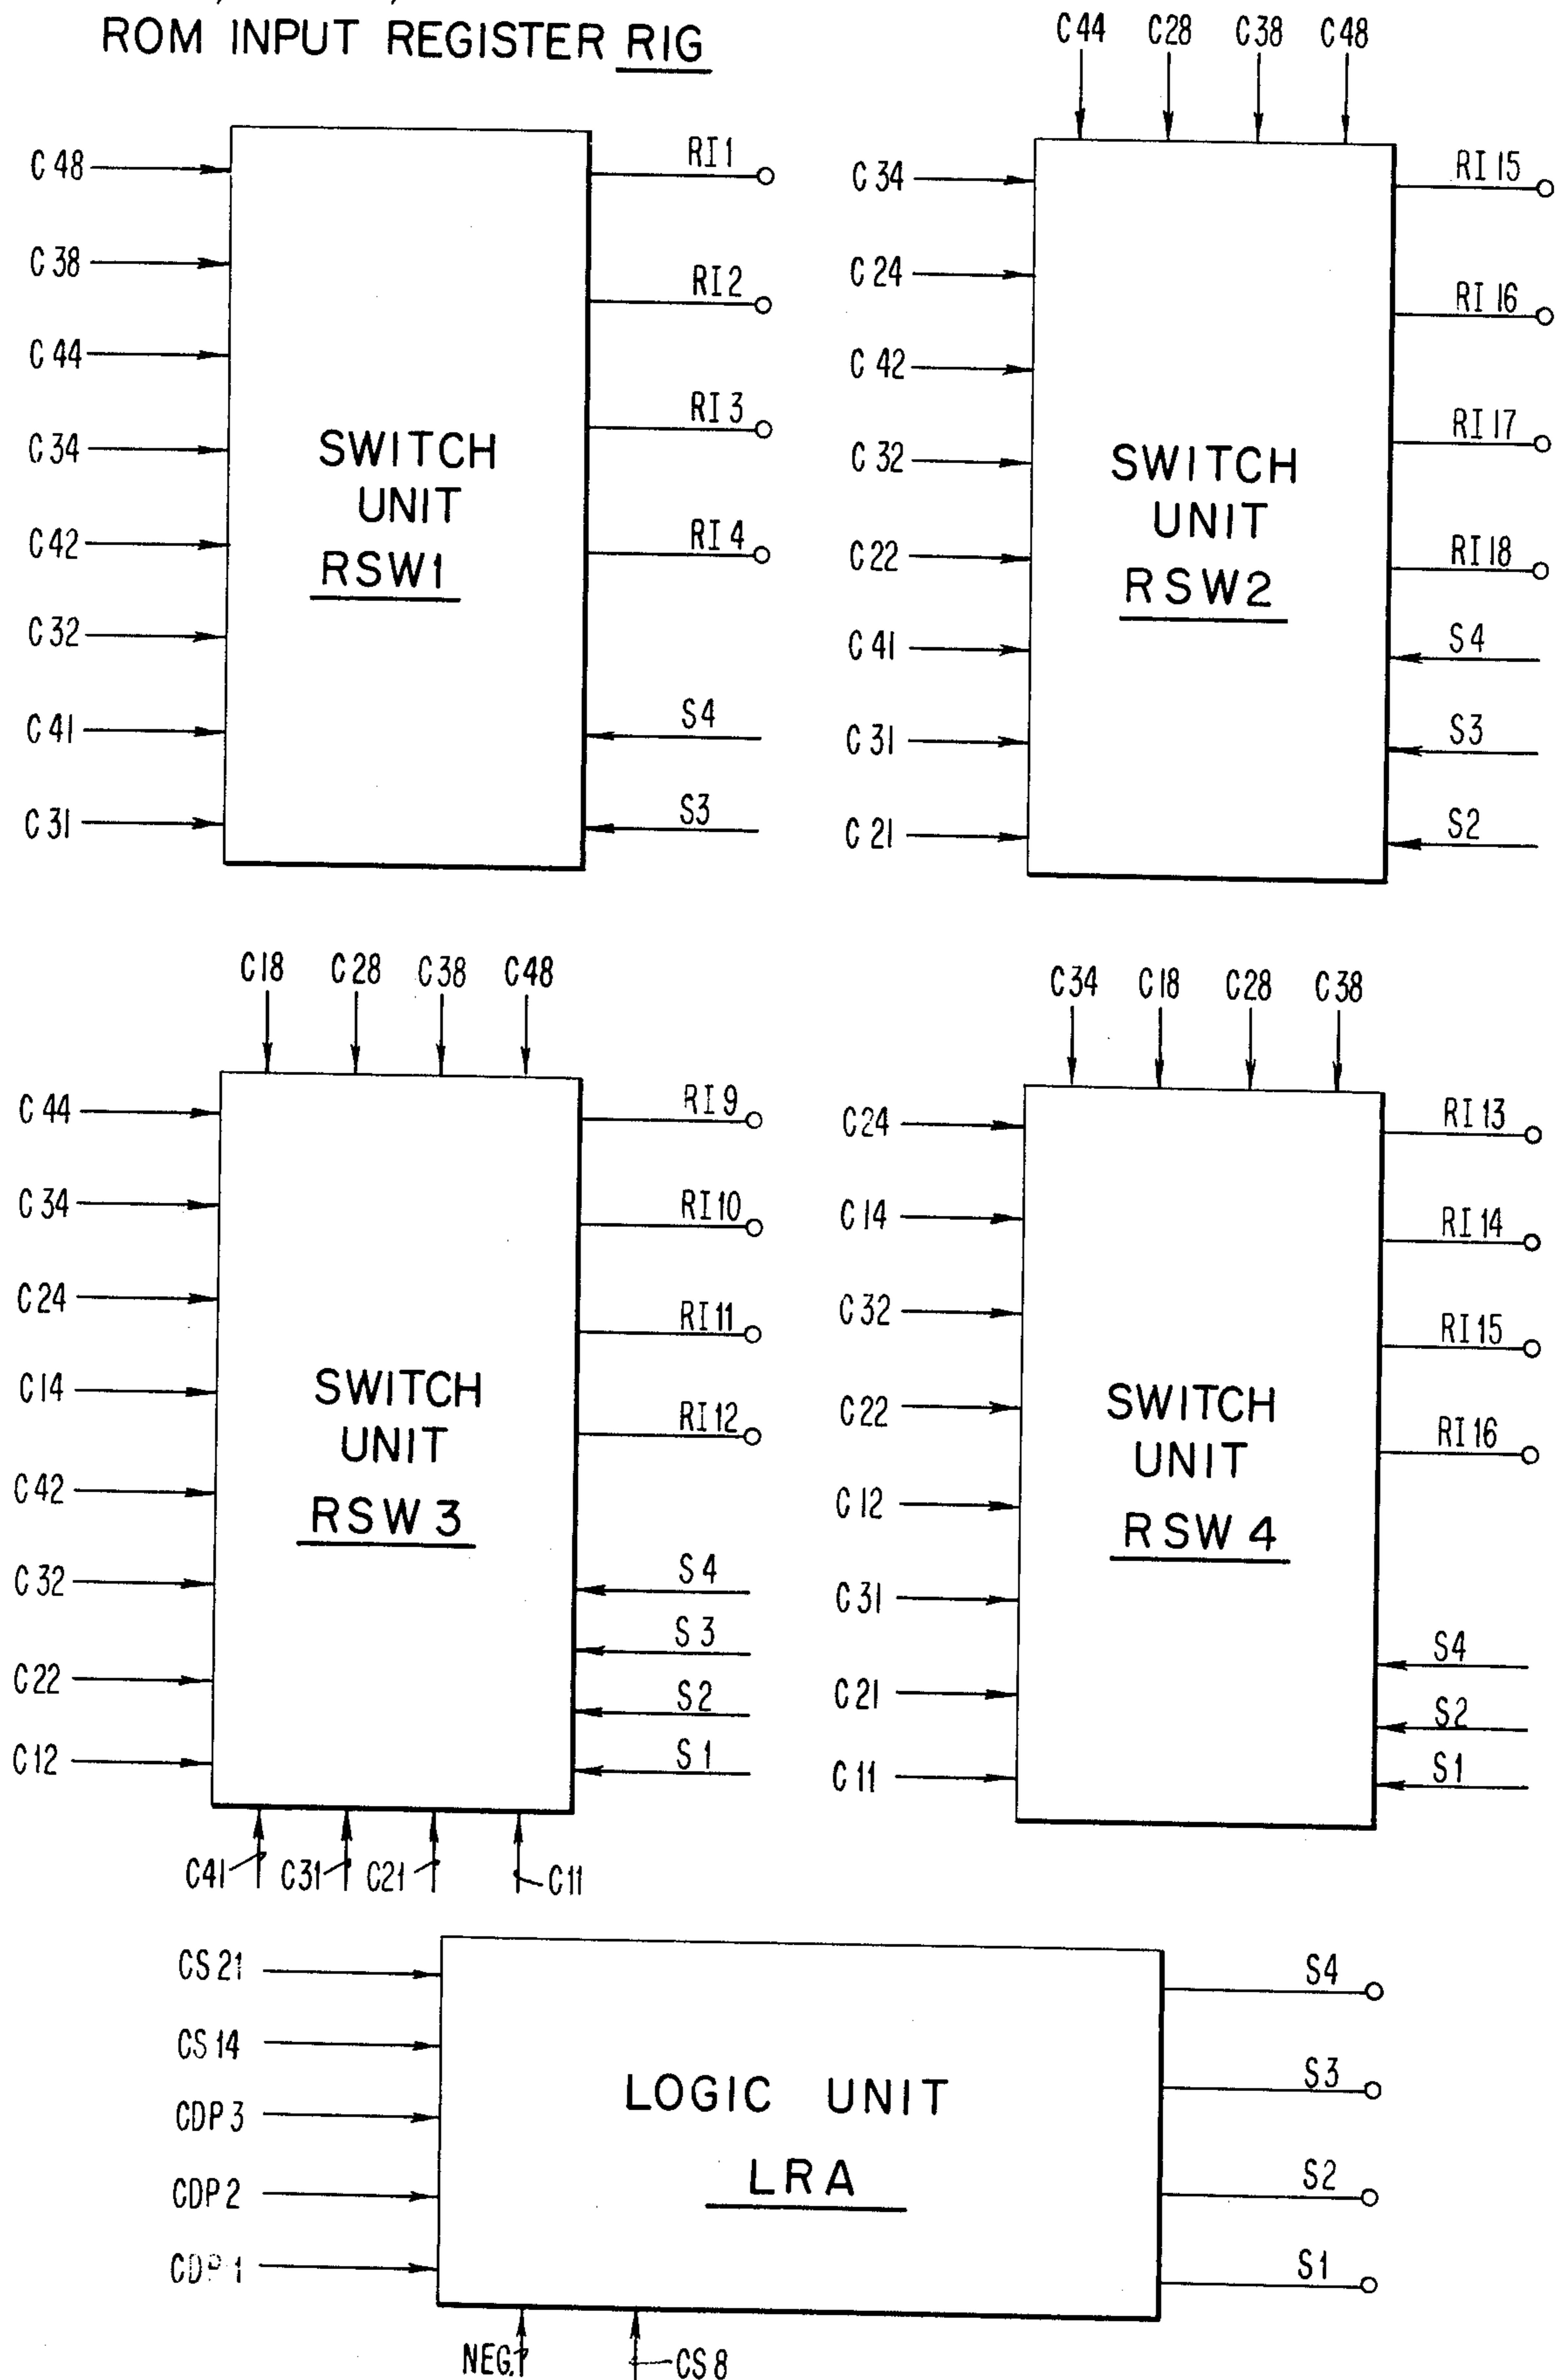 ROM INPUT REGISTER RIG
C48
C38
C44
C34
C42
C32
C41
C31
SWITCH
UNIT
RSW1
RI1
RI2
RI3
RI4
S4
S3
C44 C28 C38 C48
C34
C24
C42
C32
C22
C41
C31
C21
SWITCH
UNIT
RSW2
RI15
RI16
RI17
RI18
S4
S3
S2
C18 C28 C38 C48
C44
C34
C24
C14
C42
C32
C22
C12
SWITCH
UNIT
RSW3
RI9
RI10
RI11
RI12
S4
S3
S2
S1
C41 C31 C21 C11
C34 C18 C28 C38
C24
C14
C32
C22
C12
C31
C21
C11
SWITCH
UNIT
RSW4
RI13
RI14
RI15
RI16
S4
S2
S1
CS21
CS14
CDP3
CDP2
CDP1
LOGIC UNIT
LRA
S4
S3
S2
S1
NEG. CS8